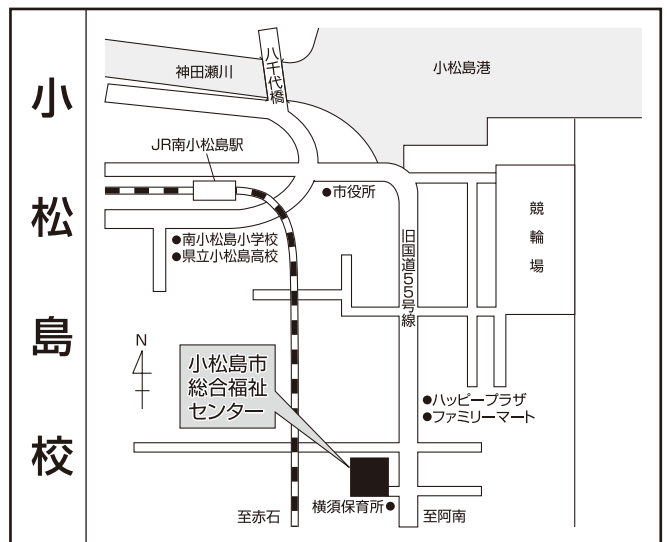 小松島校
神田瀬川
八千代橋
小松島港
JR南小松島駅
●市役所
競輪場
●南小松島小学校
●県立小松島高校
旧国道55号線
N
小松島市
総合福祉
センター
●ハッピープラザ
●ファミリーマート
横須保育所●
至赤石
至阿南